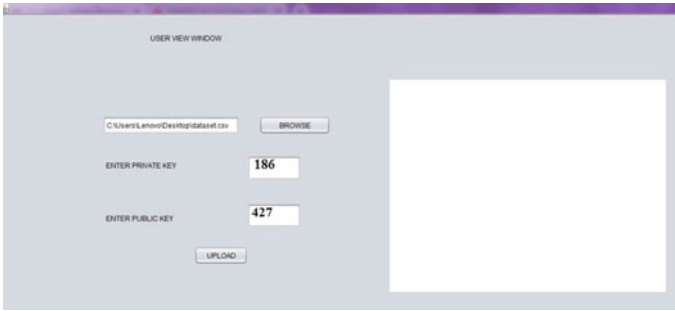 USER VIEW WINDOW
C:\Users\Lenovo\Desktop\dataset.csv
BROWSE
ENTER PRIVATE KEY
186
ENTER PUBLIC KEY
427
UPLOAD